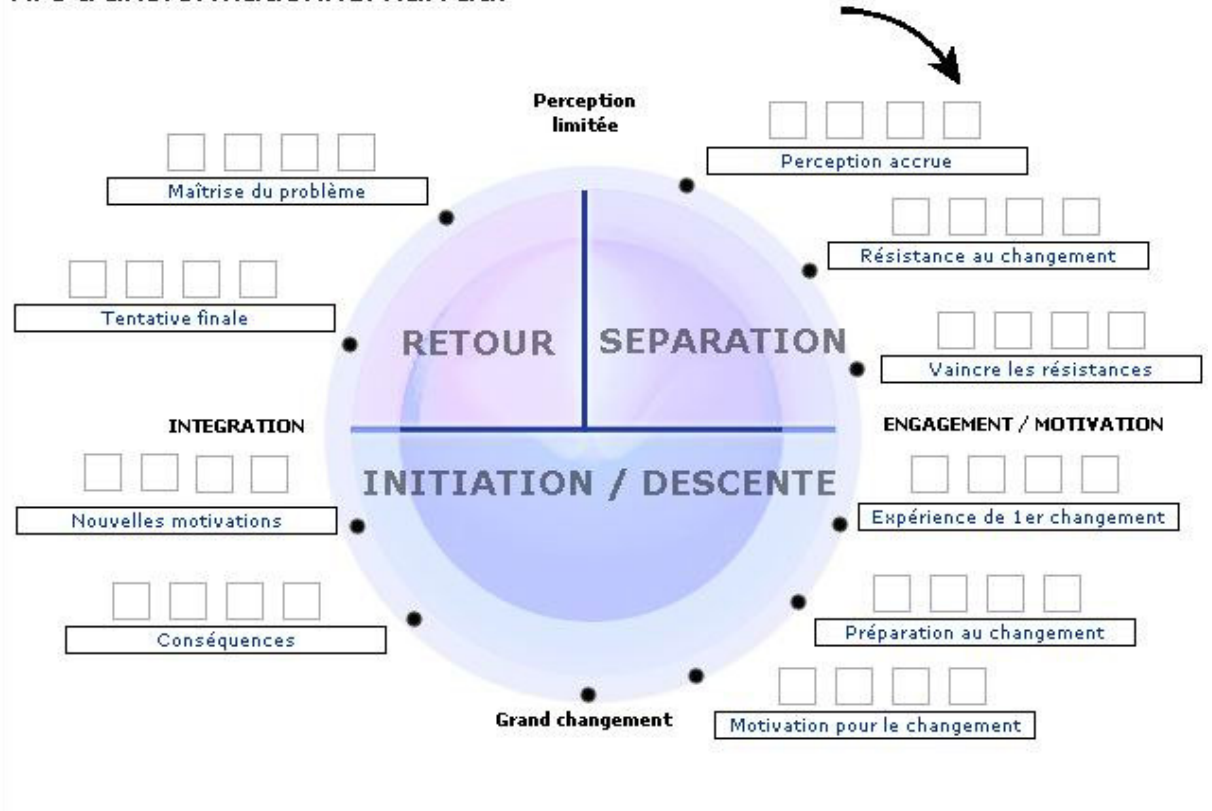 Perception
limitée
Perception accrue
Maîtrise du problème
Résistance au changement
Tentative finale
Vaincre les résistances
RETOUR
SEPARATION
INTEGRATION
ENGAGEMENT / MOTIVATION
INITIATION / DESCENTE
Nouvelles motivations
Expérience de 1er changement
Conséquences
Préparation au changement
Grand changement
Motivation pour le changement